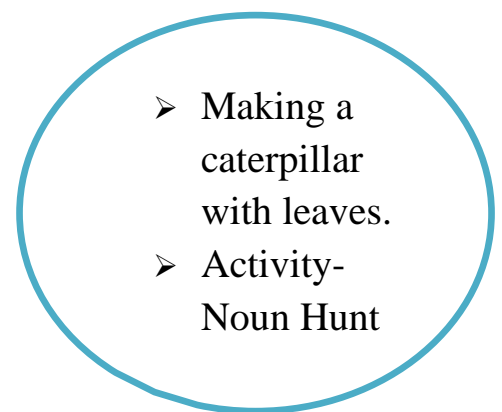 ➢ Making a
caterpillar
with leaves.
➢ Activity-
Noun Hunt